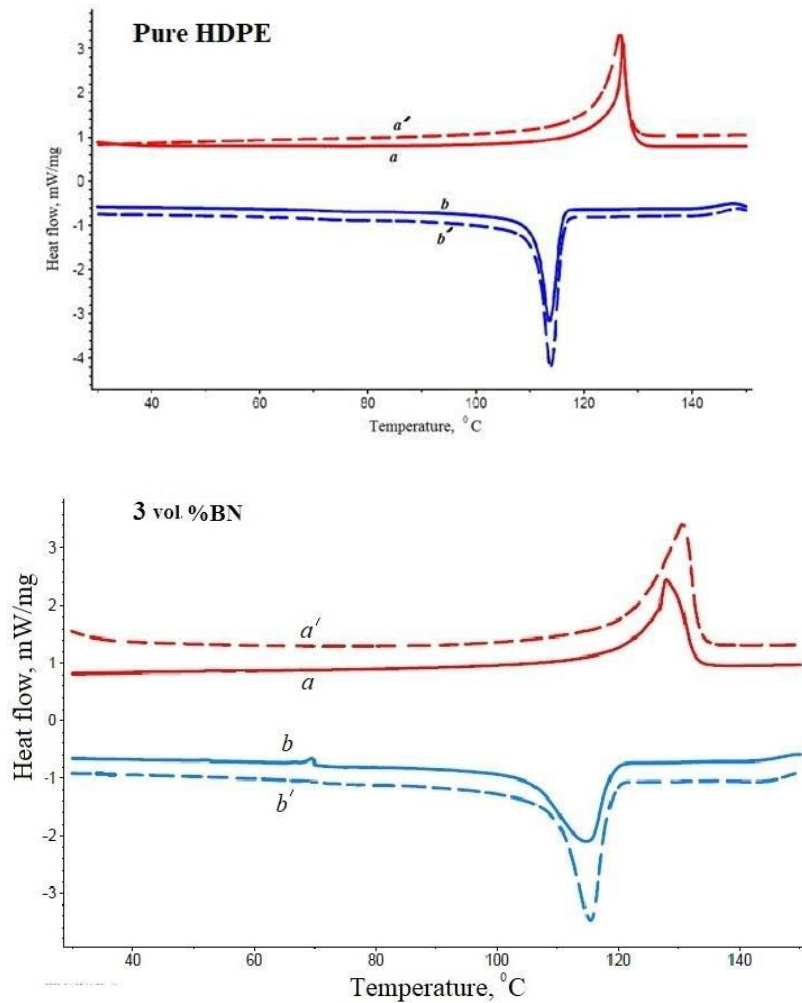 Pure HDPE
3
2
1
0
-1
-2
-3
-4
Heat flow, mW/mg
a′
a
b
b′
40
60
80
100
120
140
Temperature, ⁰C
3 vol. %BN
3
2
1
0
-1
-2
-3
Heat flow, mW/mg
a′
a
b
b′
40
60
80
100
120
140
Temperature, ⁰C